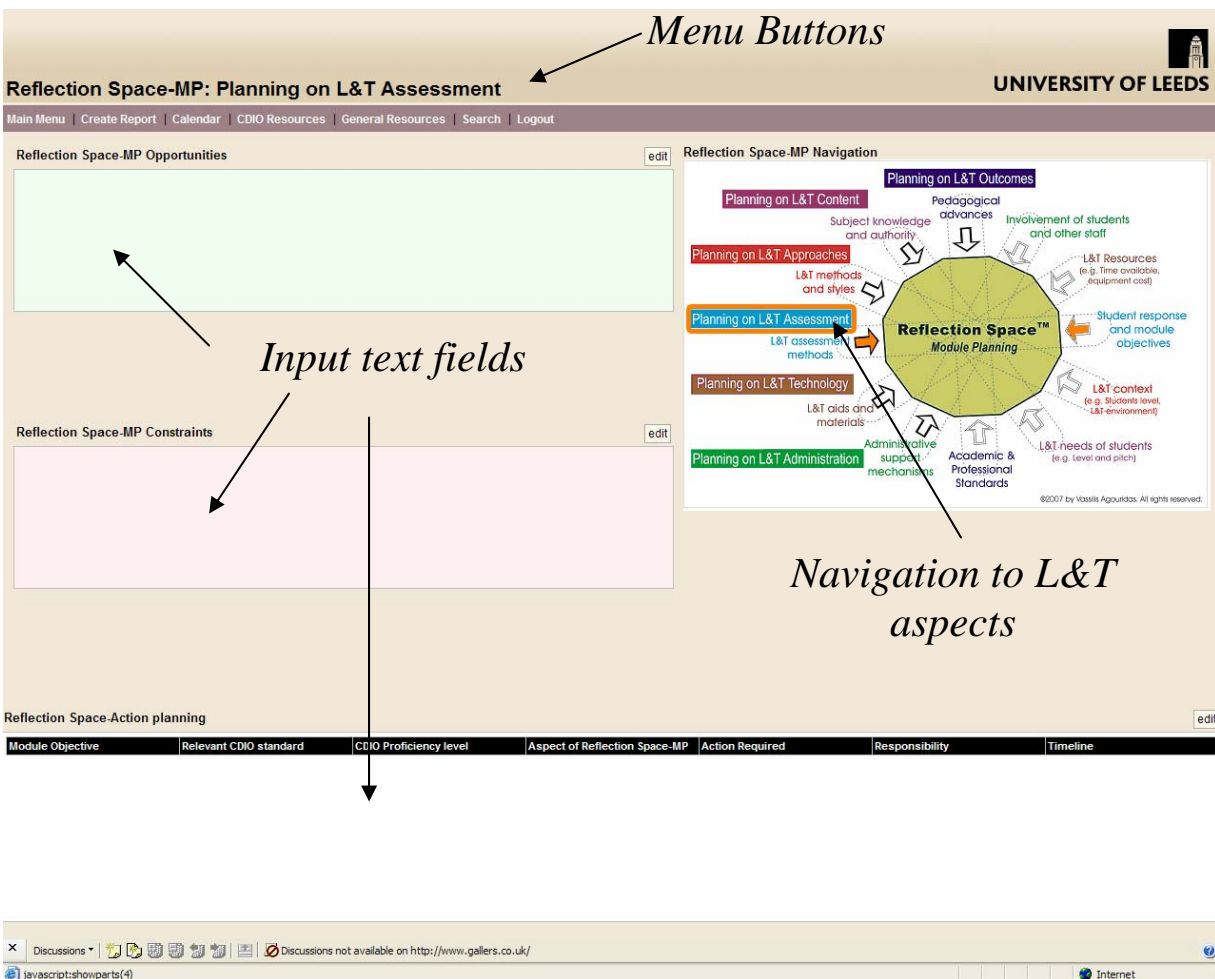 Menu Buttons
UNIVERSITY OF LEEDS
Reflection Space-MP: Planning on L&T Assessment
Main Menu | Create Report | Calendar | CDIO Resources | General Resources | Search | Logout
Reflection Space-MP Opportunities
edit
Reflection Space-MP Navigation
Planning on L&T Outcomes
Planning on L&T Content
Pedagogical
advances
Subject knowledge
and authority
Involvement of students
and other staff
Planning on L&T Approaches
L&T methods
and styles
L&T Resources
(e.g. Time available,
equipment cost)
Planning on L&T Assessment
L&T assessment
methods
Reflection Space™
Module Planning
Student response
and module
objectives
Planning on L&T Technology
L&T aids and
materials
L&T context
(e.g. Students level,
L&T environment)
Planning on L&T Administration
Administrative
support
mechanisms
Academic &
Professional
Standards
L&T needs of students
(e.g. Level and pitch)
©2007 by Vassilis Agouridas. All rights reserved.
Input text fields
Reflection Space-MP Constraints
edit
Navigation to L&T
aspects
Reflection Space-Action planning
edit
Module Objective Relevant CDIO standard CDIO Proficiency level Aspect of Reflection Space-MP Action Required Responsibility Timeline
Discussions
Discussions not available on http://www.gallers.co.uk/
javascript:showparts(4)
Internet